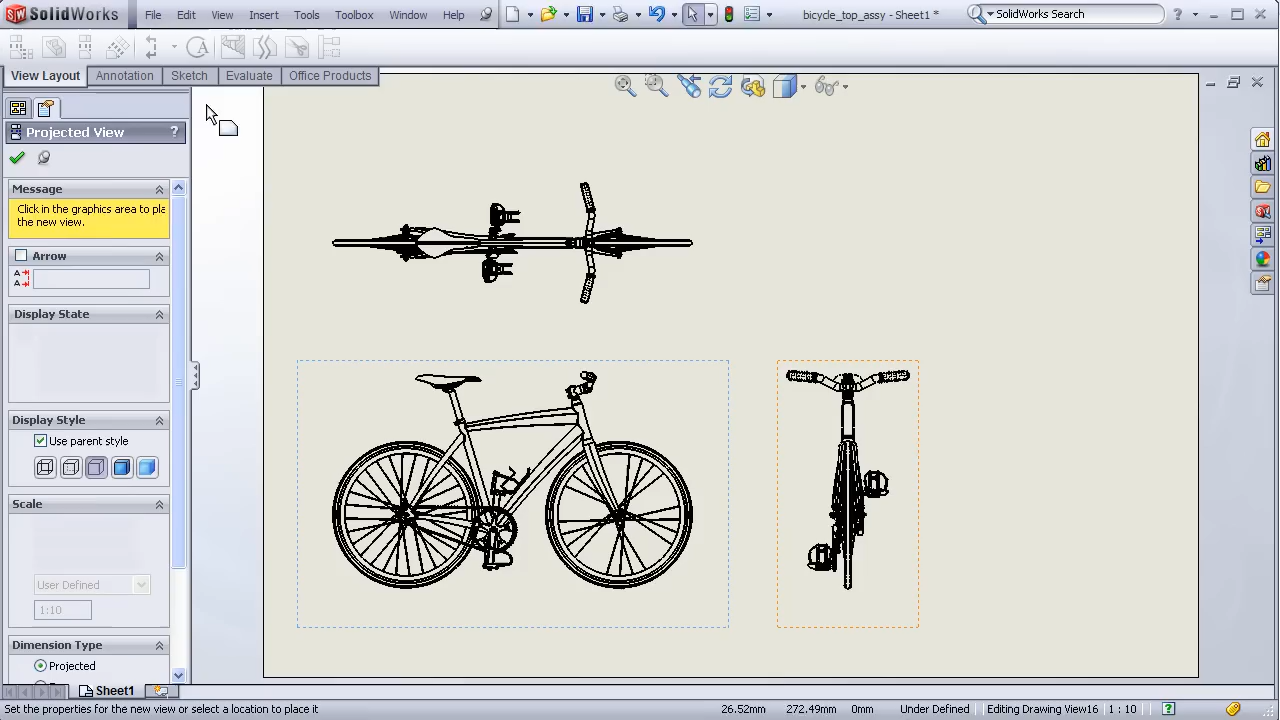 SolidWorks File Edit View Insert Tools Toolbox Window Help bicycle_top_assy - Sheet1 * SolidWorks Search
View Layout Annotation Sketch Evaluate Office Products
Projected View ?
Message
Click in the graphics area to pla
the new view.
Arrow
Display State
Display Style
Use parent style
Scale
User Defined
1:10
Dimension Type
Projected
Sheet1
Set the properties for the new view or select a location to place it 26.52mm 272.49mm 0mm Under Defined Editing Drawing View16 1 : 10 ?